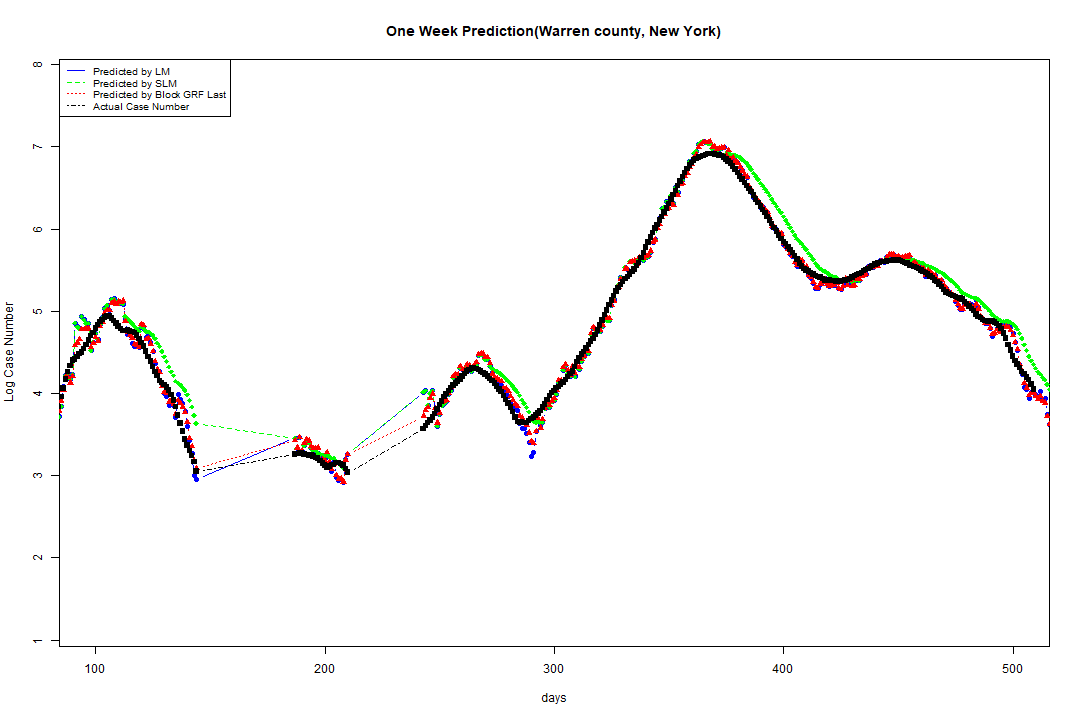 One Week Prediction(Warren county, New York)
Predicted by LM
Predicted by SLM
Predicted by Block GRF Last
Actual Case Number
8
7
6
5
4
3
2
1
Log Case Number
100 200 300 400 500
days